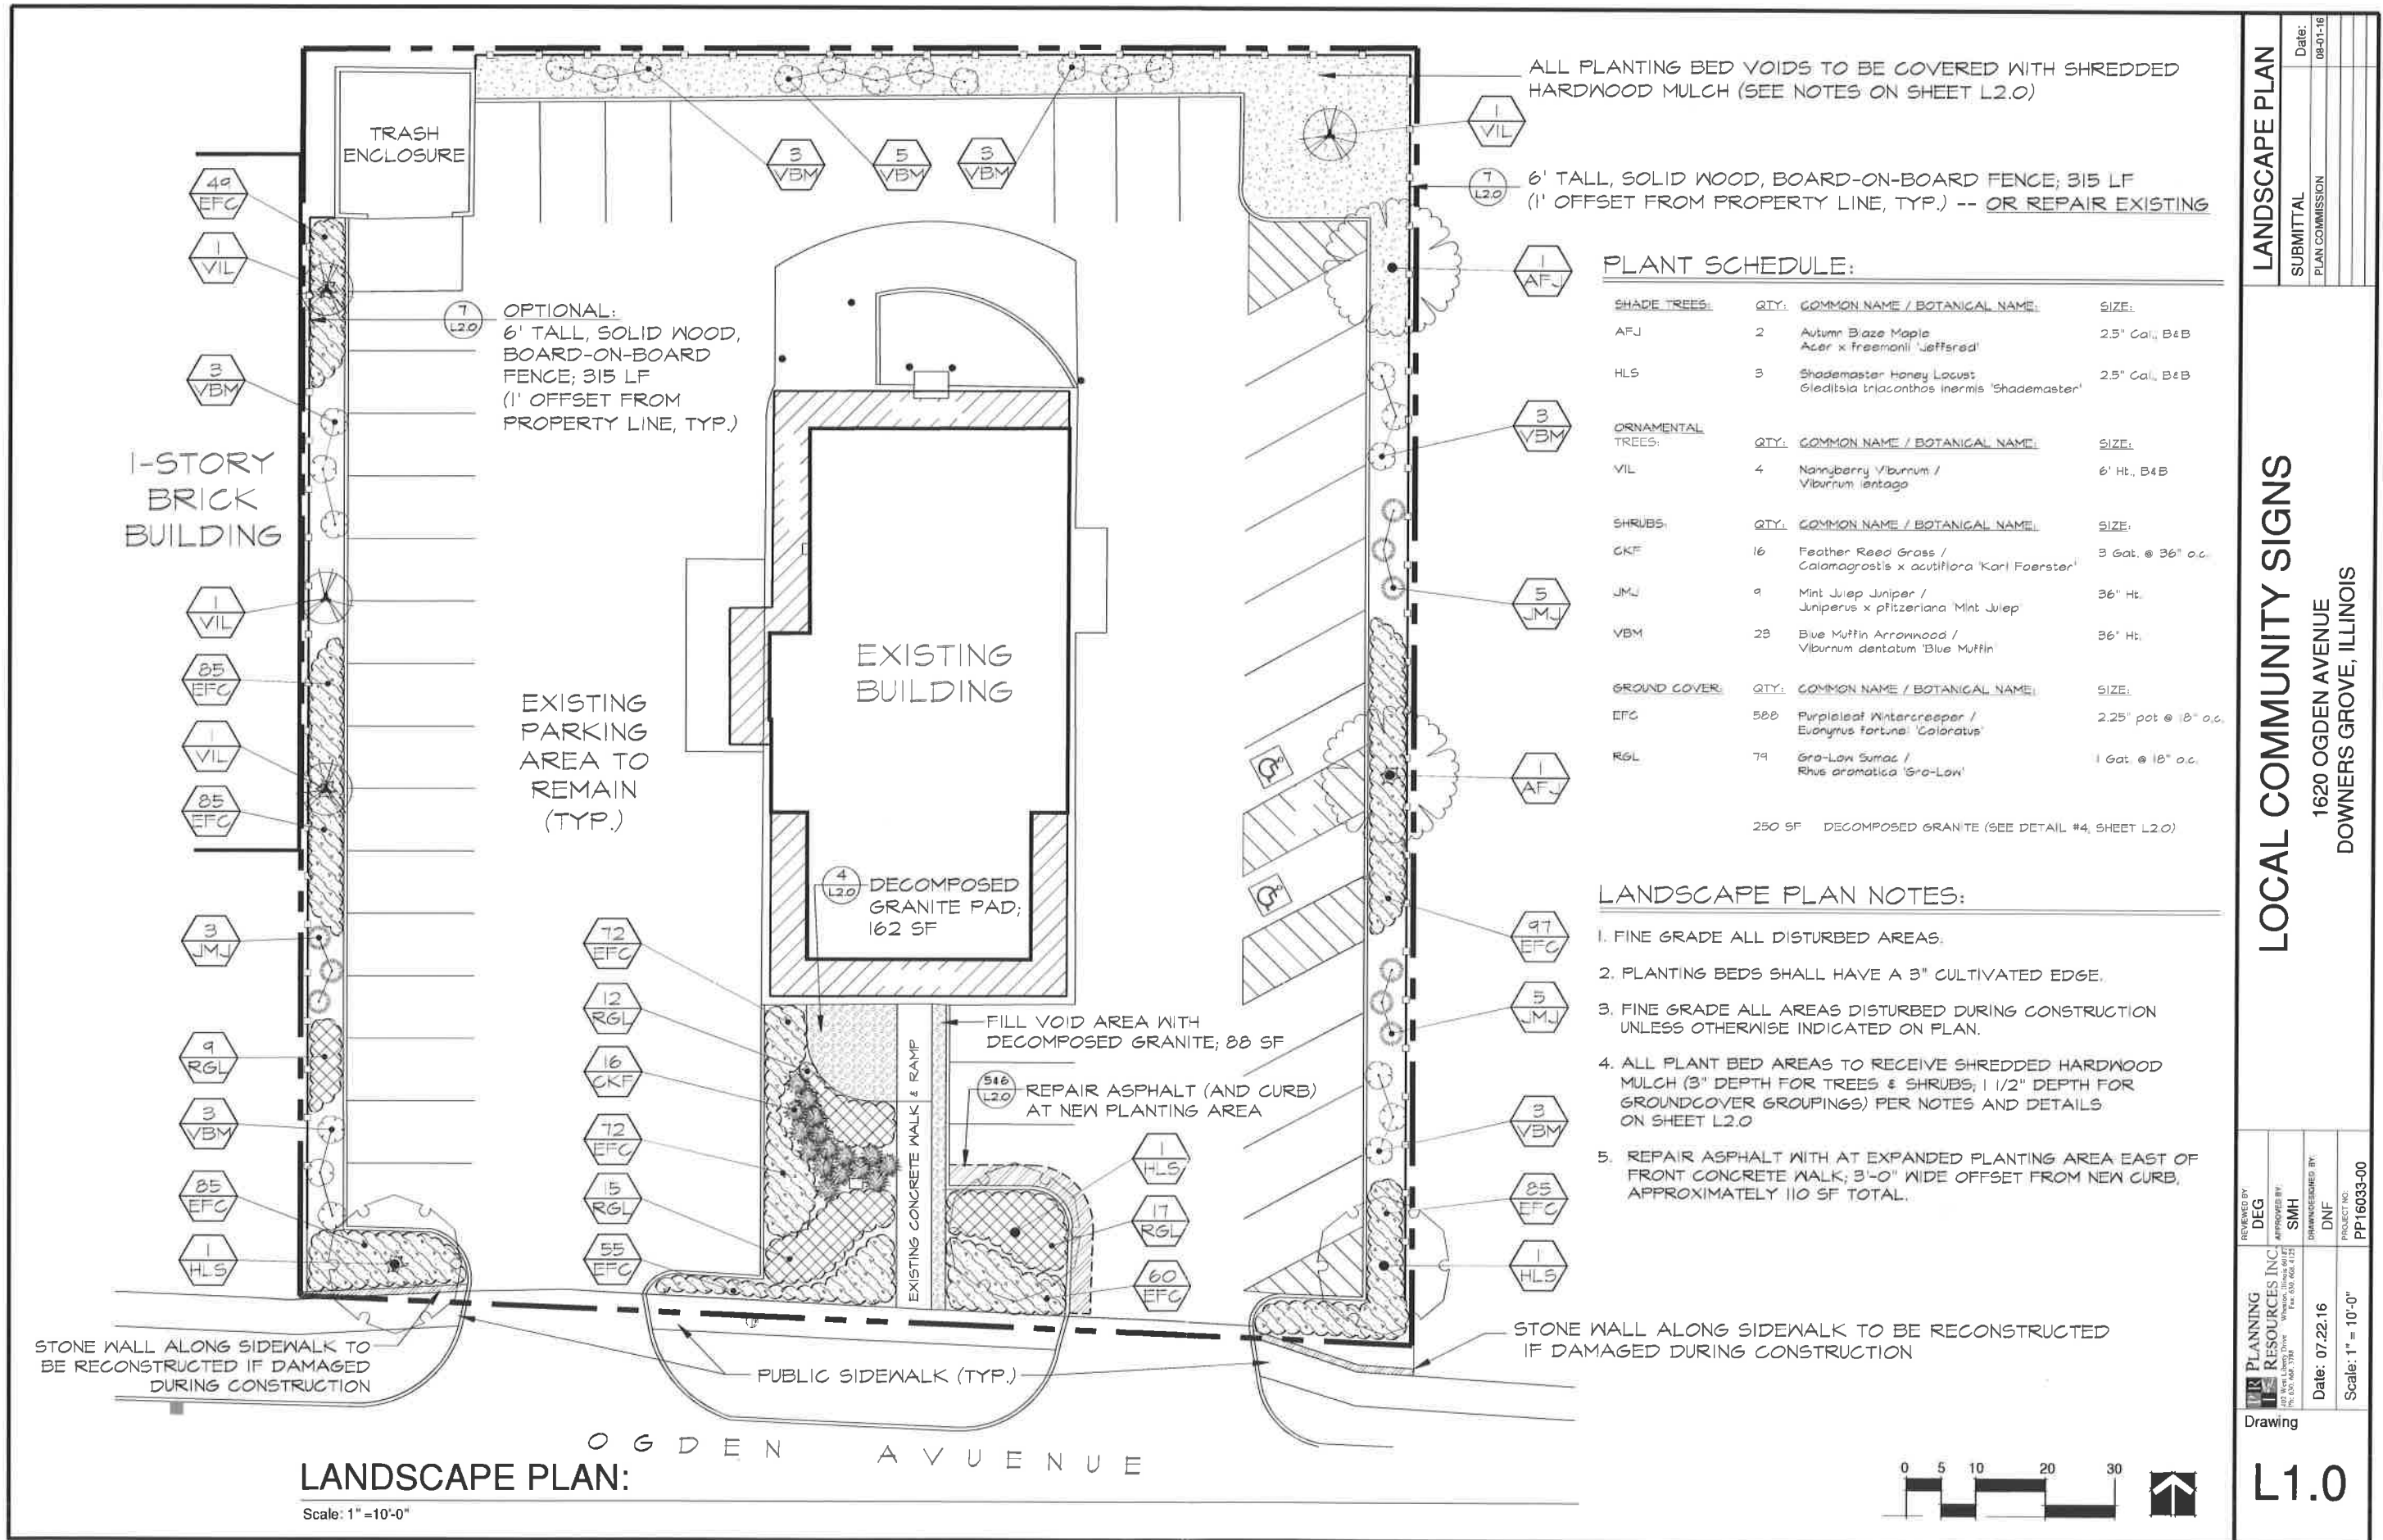 TRASH
ENCLOSURE
49
EFC
1
VIL
3
VBM
1-STORY
BRICK
BUILDING
1
VIL
85
EFC
1
VIL
85
EFC
3
JMJ
9
RGL
3
VBM
85
EFC
1
HLS
7
L2.0
OPTIONAL:
6' TALL, SOLID WOOD,
BOARD-ON-BOARD
FENCE; 315 LF
(1' OFFSET FROM
PROPERTY LINE, TYP.)
EXISTING
PARKING
AREA TO
REMAIN
(TYP.)
3
VBM
5
VBM
3
VBM
EXISTING
BUILDING
4
L2.0
DECOMPOSED
GRANITE PAD;
162 SF
72
EFC
12
RGL
16
CKF
72
EFC
15
RGL
55
EFC
EXISTING CONCRETE WALK & RAMP
FILL VOID AREA WITH
DECOMPOSED GRANITE; 88 SF
5&6
L2.0
REPAIR ASPHALT (AND CURB)
AT NEW PLANTING AREA
1
HLS
17
RGL
60
EFC
1
VIL
1
AFJ
3
VBM
5
JMJ
1
AFJ
97
EFC
5
JMJ
3
VBM
85
EFC
1
HLS
STONE WALL ALONG SIDEWALK TO
BE RECONSTRUCTED IF DAMAGED
DURING CONSTRUCTION
PUBLIC SIDEWALK (TYP.)
STONE WALL ALONG SIDEWALK TO BE RECONSTRUCTED
IF DAMAGED DURING CONSTRUCTION
OGDEN AVUENUE
LANDSCAPE PLAN:
Scale: 1" =10'-0"
ALL PLANTING BED VOIDS TO BE COVERED WITH SHREDDED
HARDWOOD MULCH (SEE NOTES ON SHEET L2.0)
7
L2.0
6' TALL, SOLID WOOD, BOARD-ON-BOARD FENCE; 315 LF
(1' OFFSET FROM PROPERTY LINE, TYP.) -- OR REPAIR EXISTING
PLANT SCHEDULE:
SHADE TREES: QTY: COMMON NAME / BOTANICAL NAME: SIZE:
AFJ 2 Autumn Blaze Maple 2.5" Cal., B&B
Acer x freemonii 'Jeffsred'
HLS 3 Shademaster Honey Locust 2.5" Cal., B&B
Gleditsia triaconthos inermis 'Shademaster'
ORNAMENTAL
TREES: QTY: COMMON NAME / BOTANICAL NAME: SIZE:
VIL 4 Nannyberry Viburnum / 6' Ht., B&B
Viburnum lentago
SHRUBS: QTY: COMMON NAME / BOTANICAL NAME: SIZE:
CKF 16 Feather Reed Grass / 3 Gal. @ 36" o.c.
Calamagrostis x acutiflora 'Karl Foerster'
JMJ 9 Mint Julep Juniper / 36" Ht.
Juniperus x pfitzeriana 'Mint Julep'
VBM 23 Blue Muffin Arrowwood / 36" Ht.
Viburnum dentatum 'Blue Muffin'
GROUND COVER: QTY: COMMON NAME / BOTANICAL NAME: SIZE:
EFC 588 Purpleleaf Wintercreeper / 2.25" pot @ 18" o.c.
Euonymus fortunei 'Coloratus'
RGL 79 Gro-Low Sumac / 1 Gal. @ 18" o.c.
Rhus aromatica 'Gro-Low'
250 SF DECOMPOSED GRANITE (SEE DETAIL #4, SHEET L2.0)
LANDSCAPE PLAN NOTES:
1. FINE GRADE ALL DISTURBED AREAS.
2. PLANTING BEDS SHALL HAVE A 3" CULTIVATED EDGE.
3. FINE GRADE ALL AREAS DISTURBED DURING CONSTRUCTION
UNLESS OTHERWISE INDICATED ON PLAN.
4. ALL PLANT BED AREAS TO RECEIVE SHREDDED HARDWOOD
MULCH (3" DEPTH FOR TREES & SHRUBS; 1 1/2" DEPTH FOR
GROUNDCOVER GROUPINGS) PER NOTES AND DETAILS
ON SHEET L2.0
5. REPAIR ASPHALT WITH AT EXPANDED PLANTING AREA EAST OF
FRONT CONCRETE WALK; 3'-0" WIDE OFFSET FROM NEW CURB,
APPROXIMATELY 110 SF TOTAL.
0 5 10 20 30
LANDSCAPE PLAN
SUBMITTAL Date:
PLAN COMMISSION 08-01-16
LOCAL COMMUNITY SIGNS
1620 OGDEN AVENUE
DOWNERS GROVE, ILLINOIS
REVIEWED BY
DEG
APPROVED BY:
SMH
DRAWN/DESIGNED BY:
DNF
PROJECT NO:
PP16033-00
PLANNING
RESOURCES INC.
Date: 07.22.16
Scale: 1" = 10'-0"
Drawing
L1.0